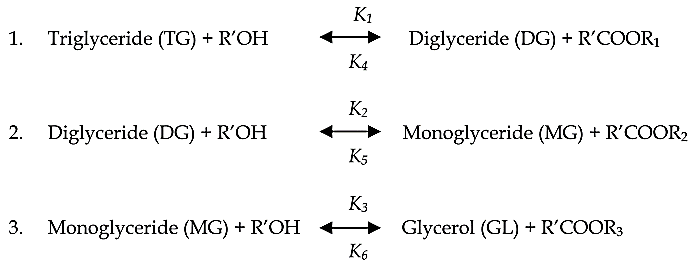 K1
1. Triglyceride (TG) + R′OH Diglyceride (DG) + R′COOR1
K4
K2
2. Diglyceride (DG) + R′OH Monoglyceride (MG) + R′COOR2
K5
K3
3. Monoglyceride (MG) + R′OH Glycerol (GL) + R′COOR3
K6